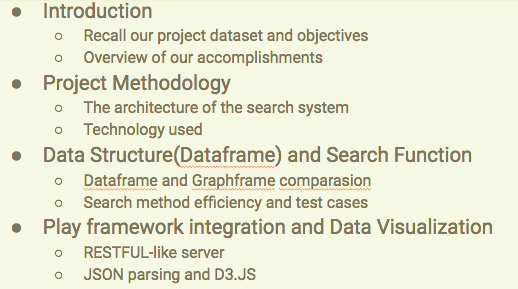 ● Introduction
○ Recall our project dataset and objectives
○ Overview of our accomplishments
● Project Methodology
○ The architecture of the search system
○ Technology used
● Data Structure(Dataframe) and Search Function
○ Dataframe and Graphframe comparasion
○ Search method efficiency and test cases
● Play framework integration and Data Visualization
○ RESTFUL-like server
○ JSON parsing and D3.JS